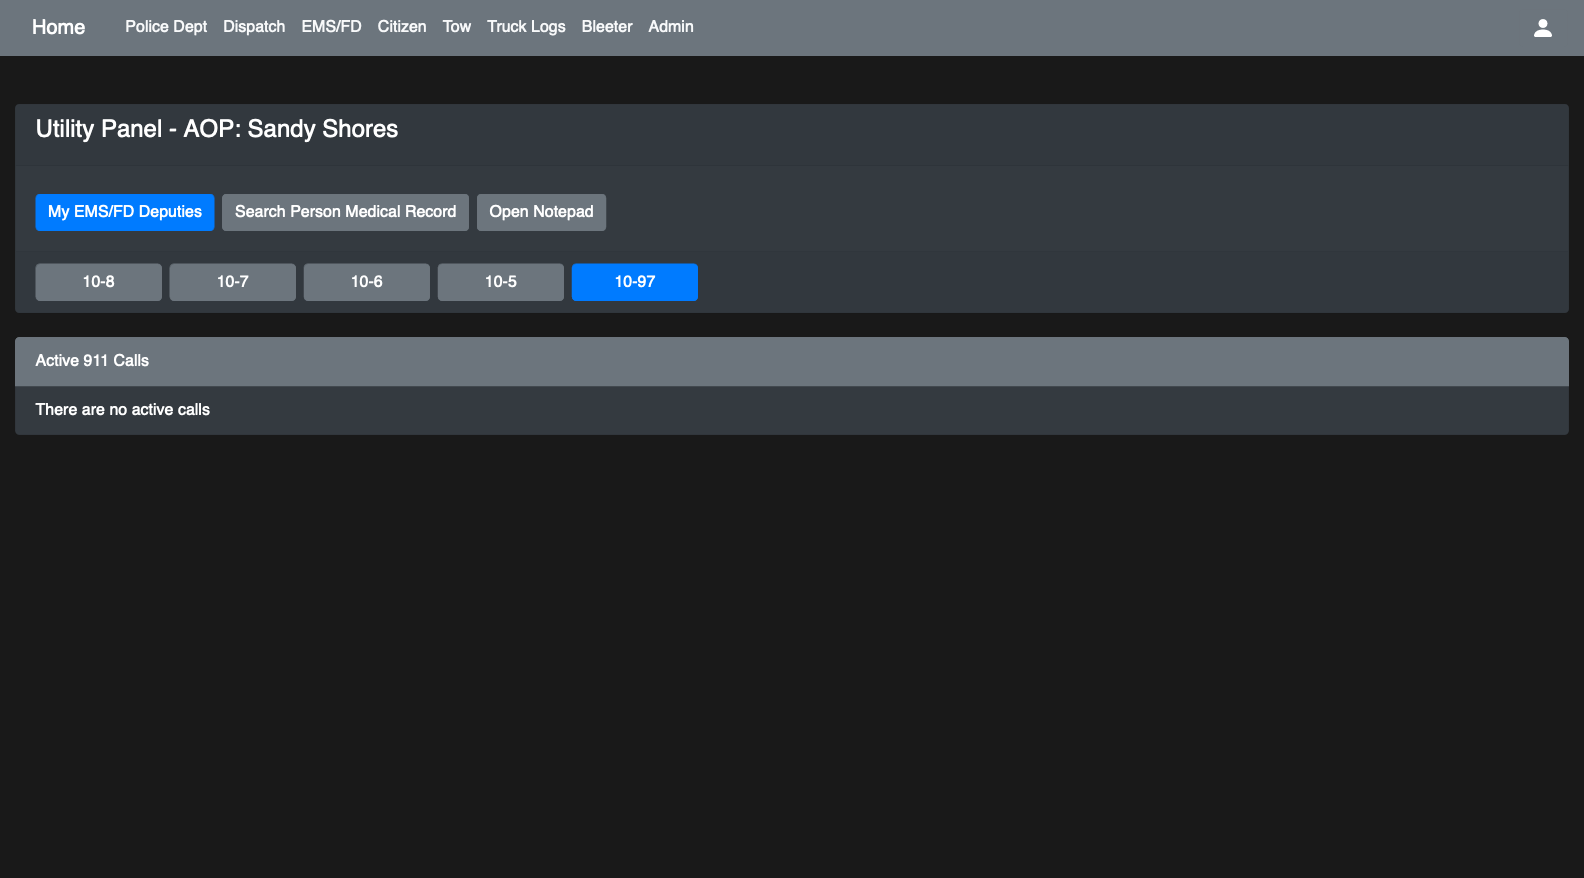 Home Police Dept Dispatch EMS/FD Citizen Tow Truck Logs Bleeter Admin
Utility Panel - AOP: Sandy Shores
My EMS/FD Deputies Search Person Medical Record Open Notepad
10-8 10-7 10-6 10-5 10-97
Active 911 Calls
There are no active calls